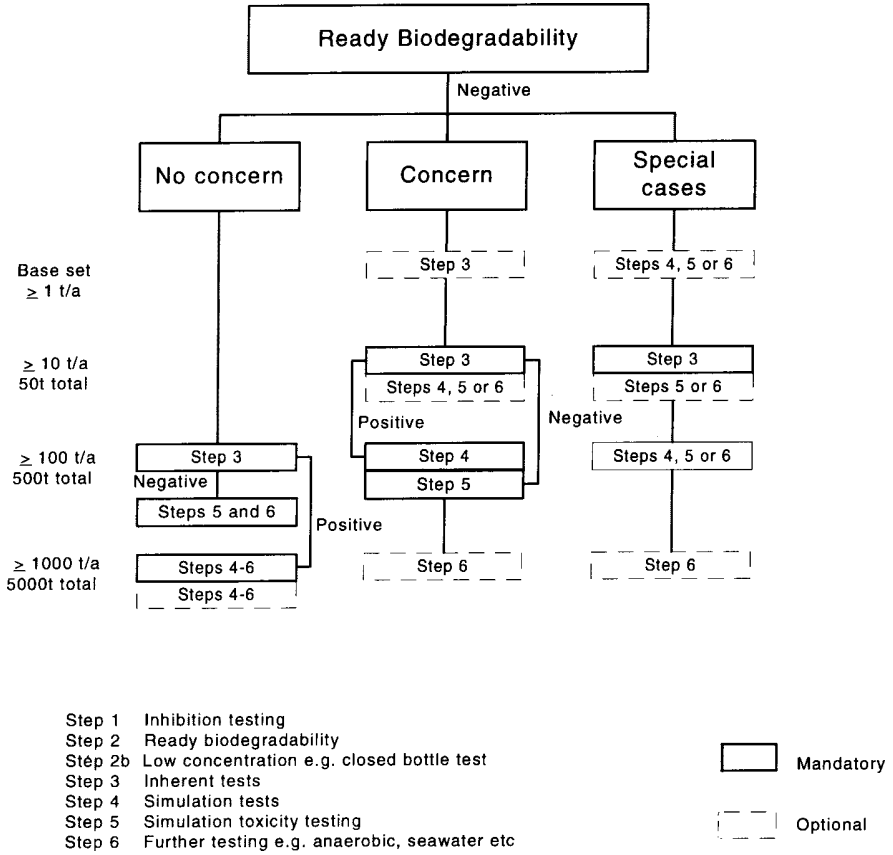 Ready Biodegradability
Negative
No concern
Concern
Special
cases
Base set
≥ 1 t/a
Step 3
Steps 4, 5 or 6
≥ 10 t/a
50t total
Step 3
Steps 4, 5 or 6
Step 3
Steps 5 or 6
Positive
Negative
≥ 100 t/a
500t total
Step 3
Negative
Steps 5 and 6
Positive
Step 4
Step 5
Steps 4, 5 or 6
≥ 1000 t/a
5000t total
Steps 4-6
Steps 4-6
Step 6
Step 6
Step 1 Inhibition testing
Step 2 Ready biodegradability
Stép 2b Low concentration e.g. closed bottle test
Step 3 Inherent tests
Step 4 Simulation tests
Step 5 Simulation toxicity testing
Step 6 Further testing e.g. anaerobic, seawater etc
Mandatory
Optional